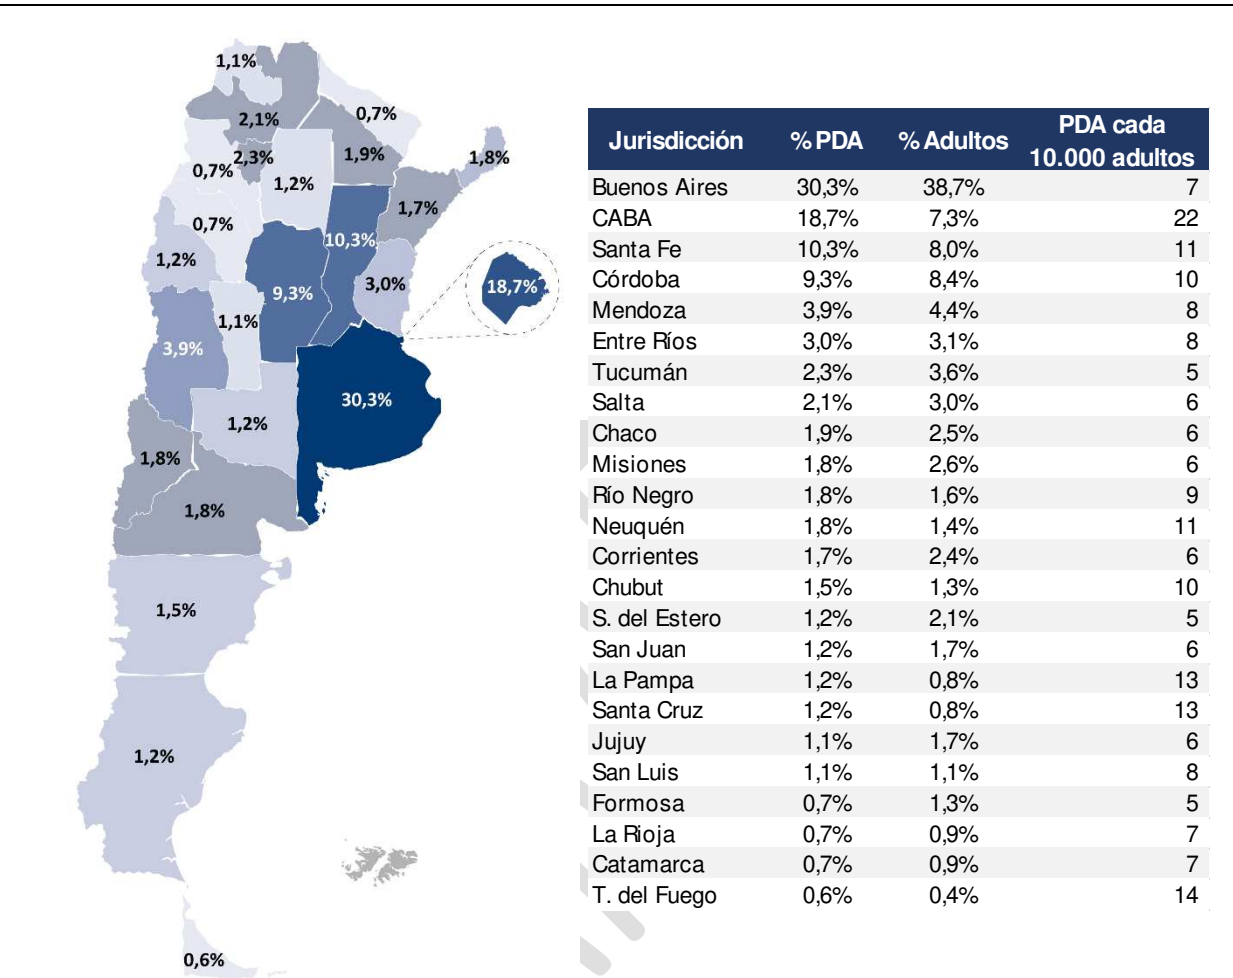 1,1%
2,1%
0,7%
2,3%
0,7%
1,9%
1,8%
1,2%
1,7%
0,7%
10,3%
1,2%
3,0%
18,7%
9,3%
1,1%
3,9%
30,3%
1,2%
1,8%
1,8%
1,5%
1,2%
0,6%
Jurisdicción % PDA % Adultos PDA cada
10.000 adultos
Buenos Aires 30,3% 38,7% 7
CABA 18,7% 7,3% 22
Santa Fe 10,3% 8,0% 11
Córdoba 9,3% 8,4% 10
Mendoza 3,9% 4,4% 8
Entre Ríos 3,0% 3,1% 8
Tucumán 2,3% 3,6% 5
Salta 2,1% 3,0% 6
Chaco 1,9% 2,5% 6
Misiones 1,8% 2,6% 6
Río Negro 1,8% 1,6% 9
Neuquén 1,8% 1,4% 11
Corrientes 1,7% 2,4% 6
Chubut 1,5% 1,3% 10
S. del Estero 1,2% 2,1% 5
San Juan 1,2% 1,7% 6
La Pampa 1,2% 0,8% 13
Santa Cruz 1,2% 0,8% 13
Jujuy 1,1% 1,7% 6
San Luis 1,1% 1,1% 8
Formosa 0,7% 1,3% 5
La Rioja 0,7% 0,9% 7
Catamarca 0,7% 0,9% 7
T. del Fuego 0,6% 0,4% 14